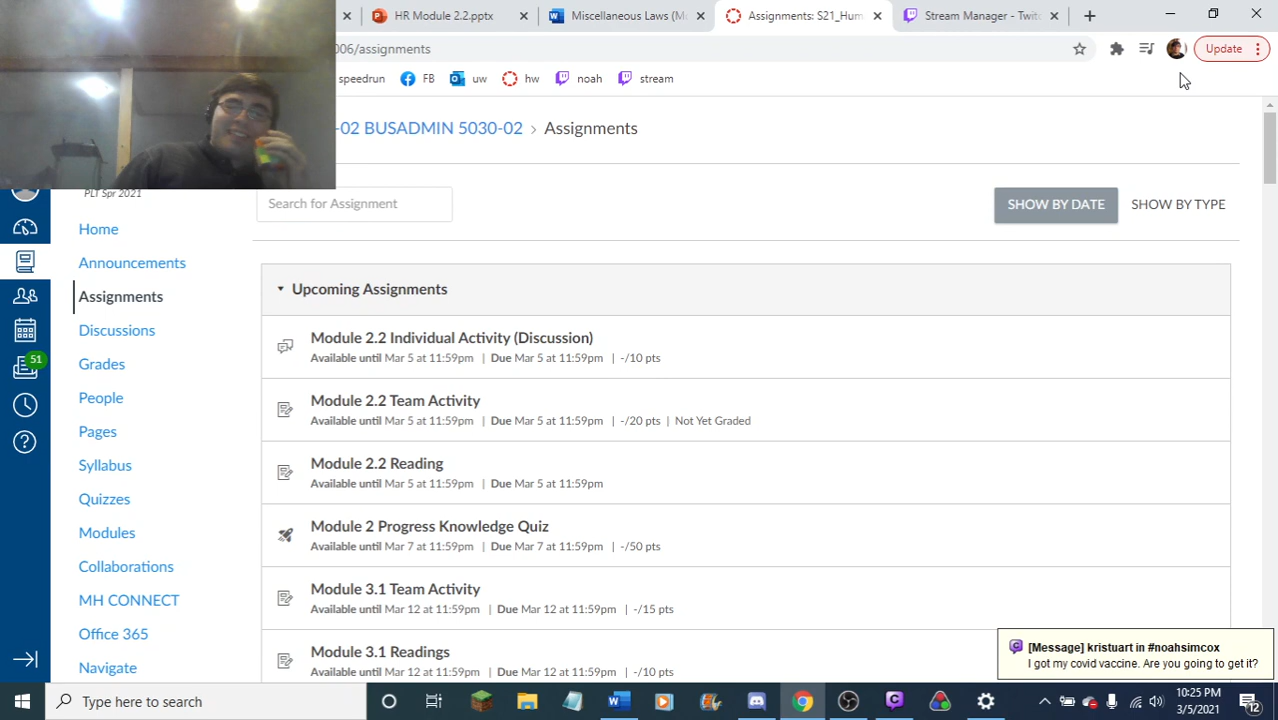 HR Module 2.2.pptx
Miscellaneous Laws (M
Assignments: S21_Hum
Stream Manager - Twitc
006/assignments
Update
speedrun FB uw hw noah stream
-02 BUSADMIN 5030-02 > Assignments
PLT Spr 2021
Search for Assignment
SHOW BY DATE
SHOW BY TYPE
Home
Announcements
Assignments
Discussions
51
Grades
People
Pages
Syllabus
Quizzes
Modules
Collaborations
MH CONNECT
Office 365
Navigate
Upcoming Assignments
Module 2.2 Individual Activity (Discussion)
Available until Mar 5 at 11:59pm | Due Mar 5 at 11:59pm | -/10 pts
Module 2.2 Team Activity
Available until Mar 5 at 11:59pm | Due Mar 5 at 11:59pm | -/20 pts | Not Yet Graded
Module 2.2 Reading
Available until Mar 5 at 11:59pm | Due Mar 5 at 11:59pm
Module 2 Progress Knowledge Quiz
Available until Mar 7 at 11:59pm | Due Mar 7 at 11:59pm | -/50 pts
Module 3.1 Team Activity
Available until Mar 12 at 11:59pm | Due Mar 12 at 11:59pm | -/15 pts
Module 3.1 Readings
Available until Mar 12 at 11:59pm | Due Mar 12 at 11:59pm | -/10 pts
[Message] kristuart in #noahsimcox
I got my covid vaccine. Are you going to get it?
Type here to search
10:25 PM
3/5/2021
12